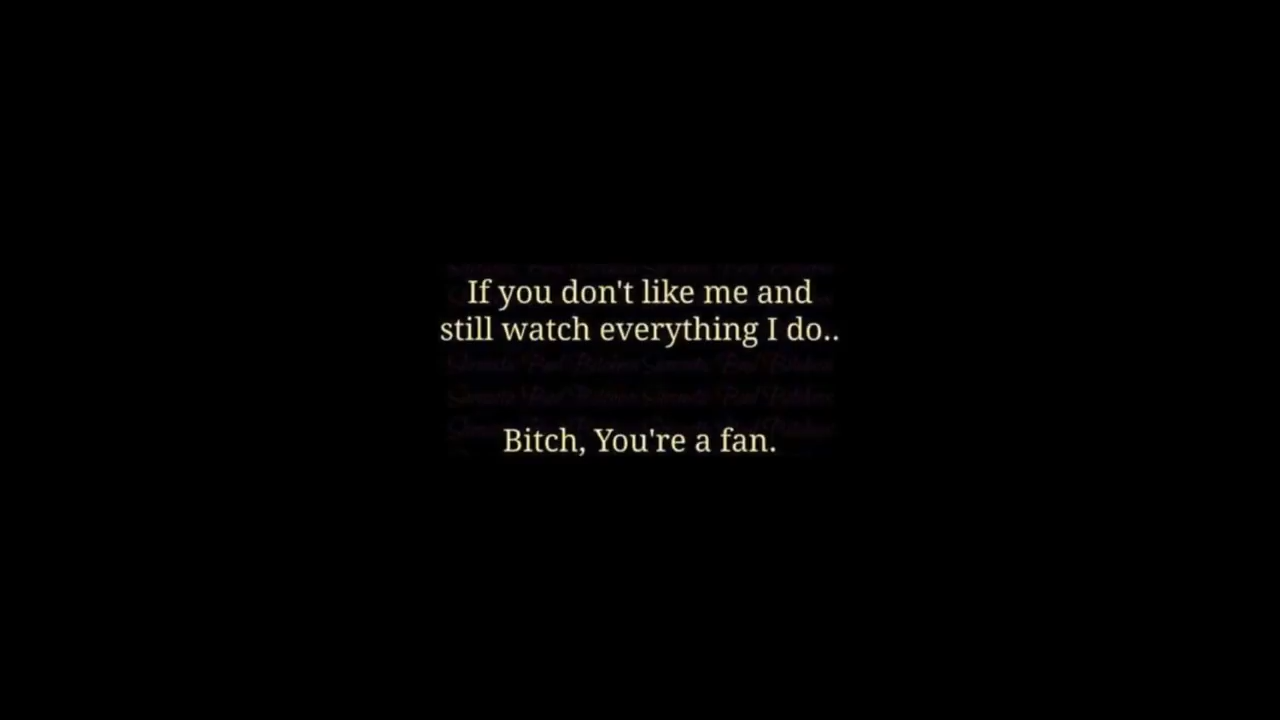 If you don't like me and
still watch everything I do..
Bitch, You're a fan.